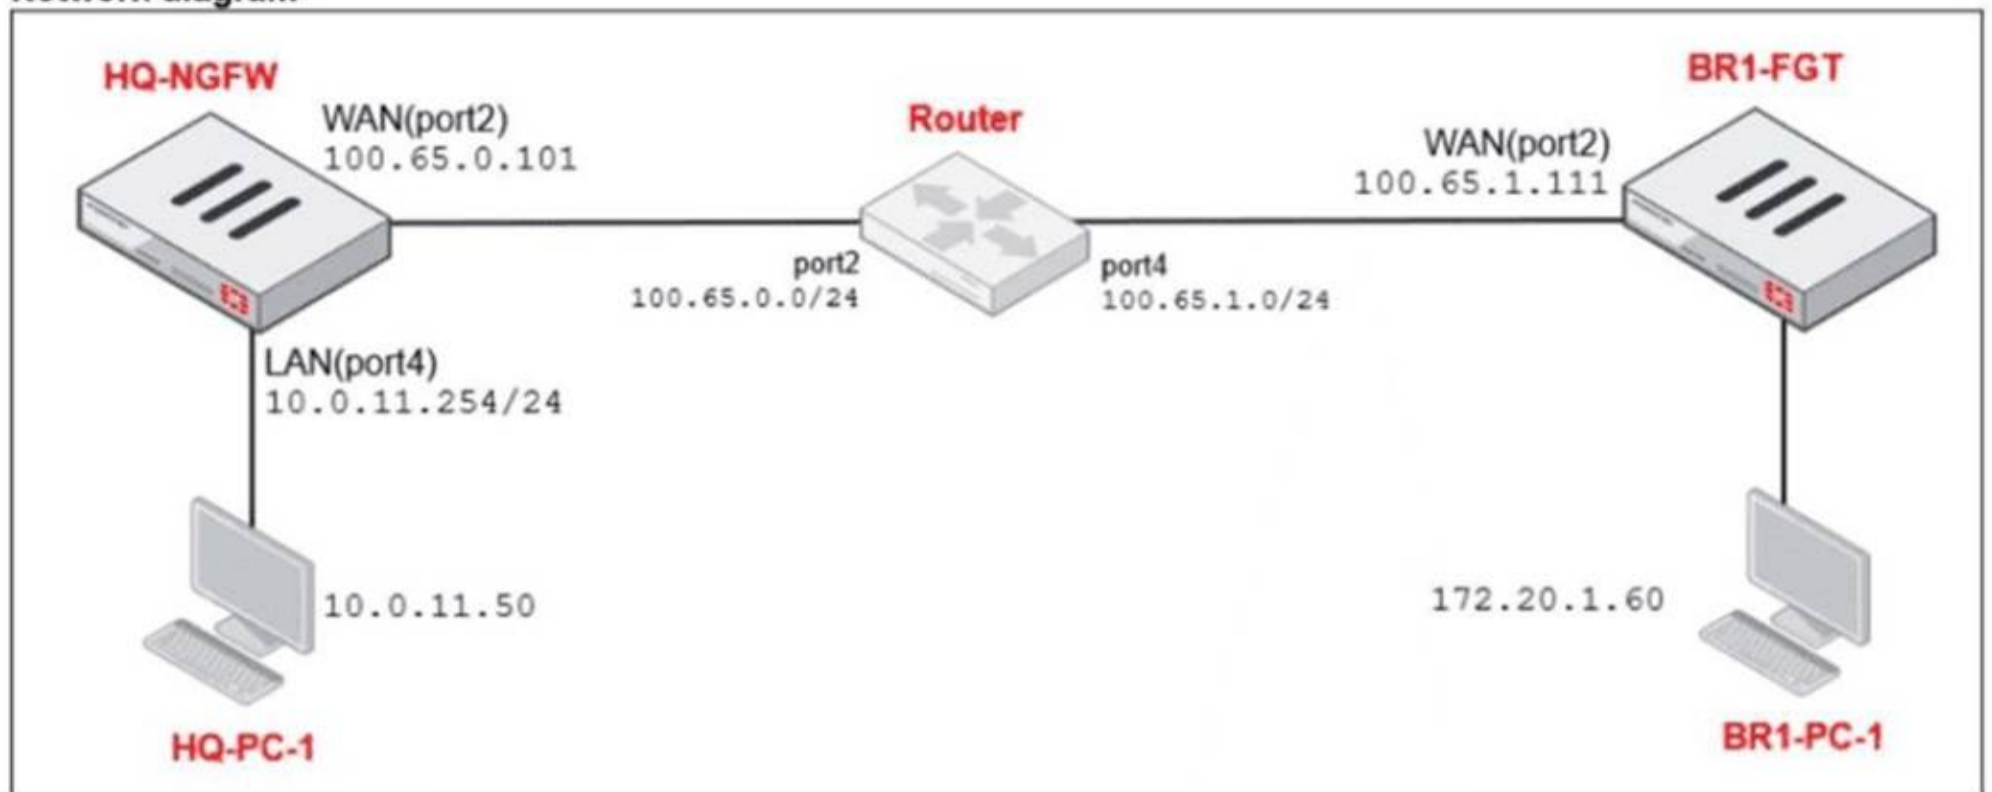 HQ-NGFW
WAN(port2)
100.65.0.101
Router
BR1-FGT
WAN(port2)
100.65.1.111
port2
100.65.0.0/24
port4
100.65.1.0/24
LAN(port4)
10.0.11.254/24
10.0.11.50
172.20.1.60
HQ-PC-1
BR1-PC-1